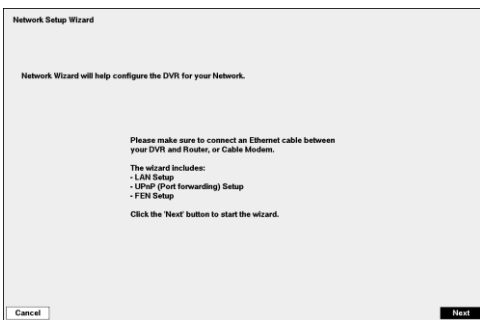 Network Setup Wizard
Network Wizard will help configure the DVR for your Network.
Please make sure to connect an Ethernet cable between
your DVR and Router, or Cable Modem.
The wizard includes:
- LAN Setup
- UPnP (Port forwarding) Setup
- FEN Setup
Click the 'Next' button to start the wizard.
Cancel
Next